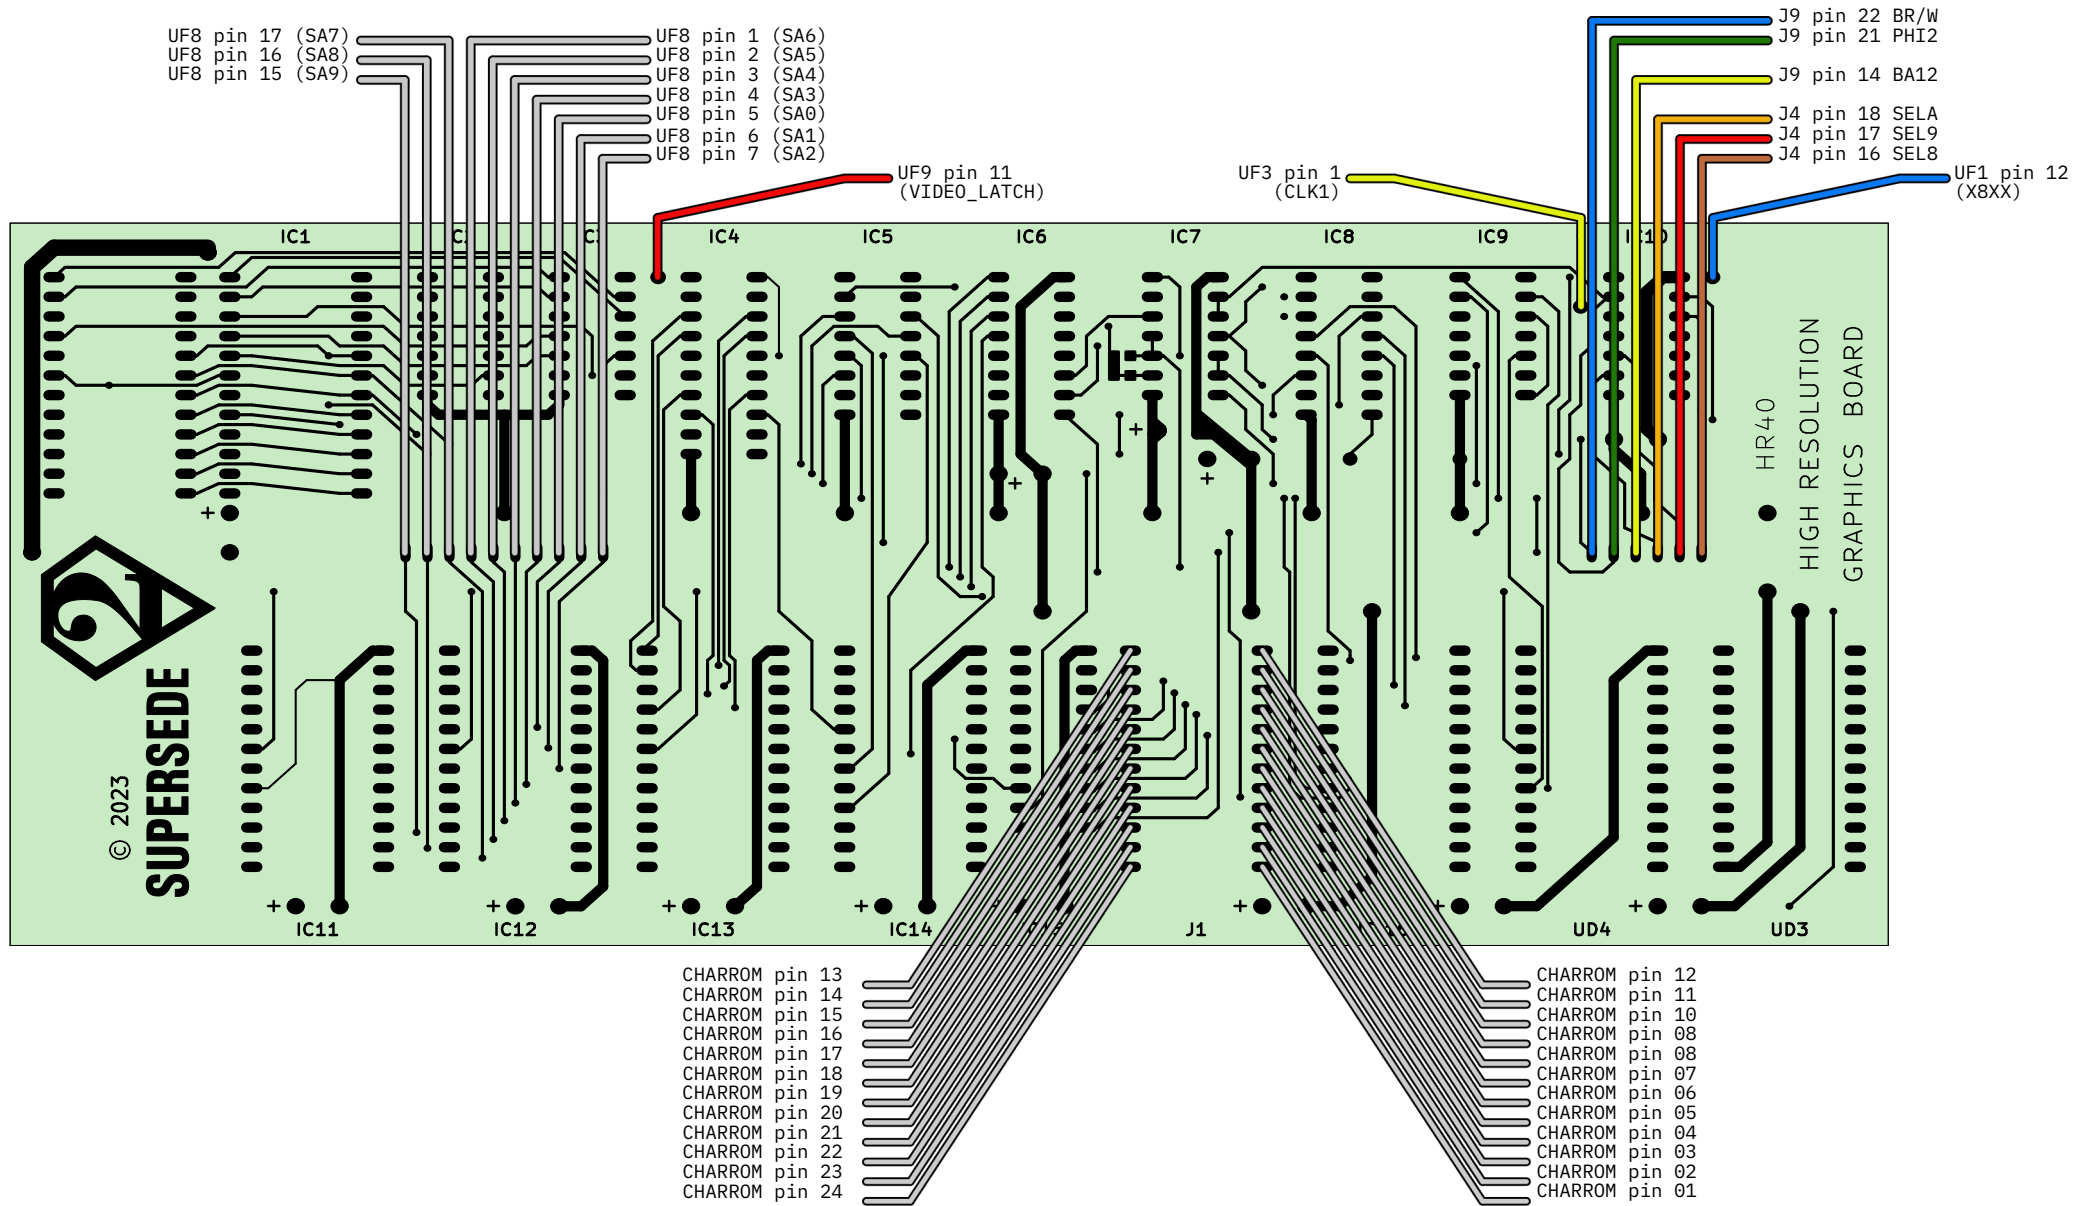 J9 pin 22 BR/W
J9 pin 21 PHI2
J9 pin 14 BA12
J4 pin 18 SELA
J4 pin 17 SEL9
J4 pin 16 SEL8
UF8 pin 17 (SA7)
UF8 pin 16 (SA8)
UF8 pin 15 (SA9)
UF8 pin 1 (SA6)
UF8 pin 2 (SA5)
UF8 pin 3 (SA4)
UF8 pin 4 (SA3)
UF8 pin 5 (SA0)
UF8 pin 6 (SA1)
UF8 pin 7 (SA2)
UF9 pin 11
(VIDEO_LATCH)
UF3 pin 1
(CLK1)
UF1 pin 12
(X8XX)
IC1
IC4
IC5
IC6
IC7
IC8
IC9
IC10
HR40
HIGH RESOLUTION
GRAPHICS BOARD
2
© 2023
SUPERSEDE
IC11
IC12
IC13
IC14
J1
UD4
UD3
CHARROM pin 13
CHARROM pin 14
CHARROM pin 15
CHARROM pin 16
CHARROM pin 17
CHARROM pin 18
CHARROM pin 19
CHARROM pin 20
CHARROM pin 21
CHARROM pin 22
CHARROM pin 23
CHARROM pin 24
CHARROM pin 12
CHARROM pin 11
CHARROM pin 10
CHARROM pin 08
CHARROM pin 08
CHARROM pin 07
CHARROM pin 06
CHARROM pin 05
CHARROM pin 04
CHARROM pin 03
CHARROM pin 02
CHARROM pin 01